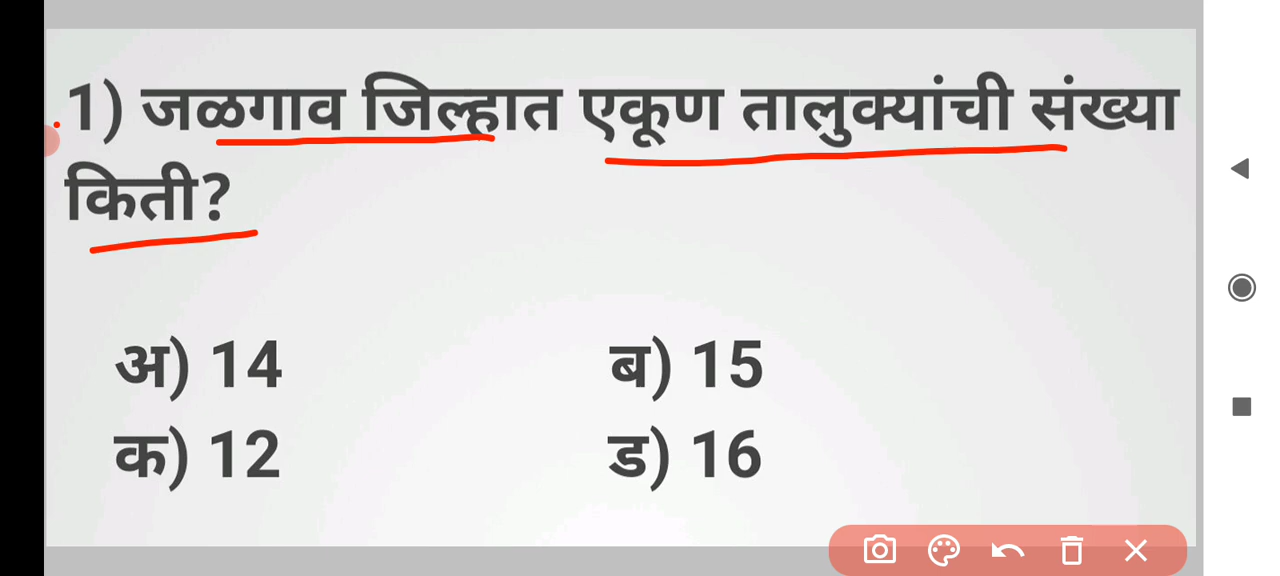 1) जळगाव जिल्हात एकूण तालुक्यांची संख्या
किती?
अ) 14 ब) 15
क) 12 ड) 16